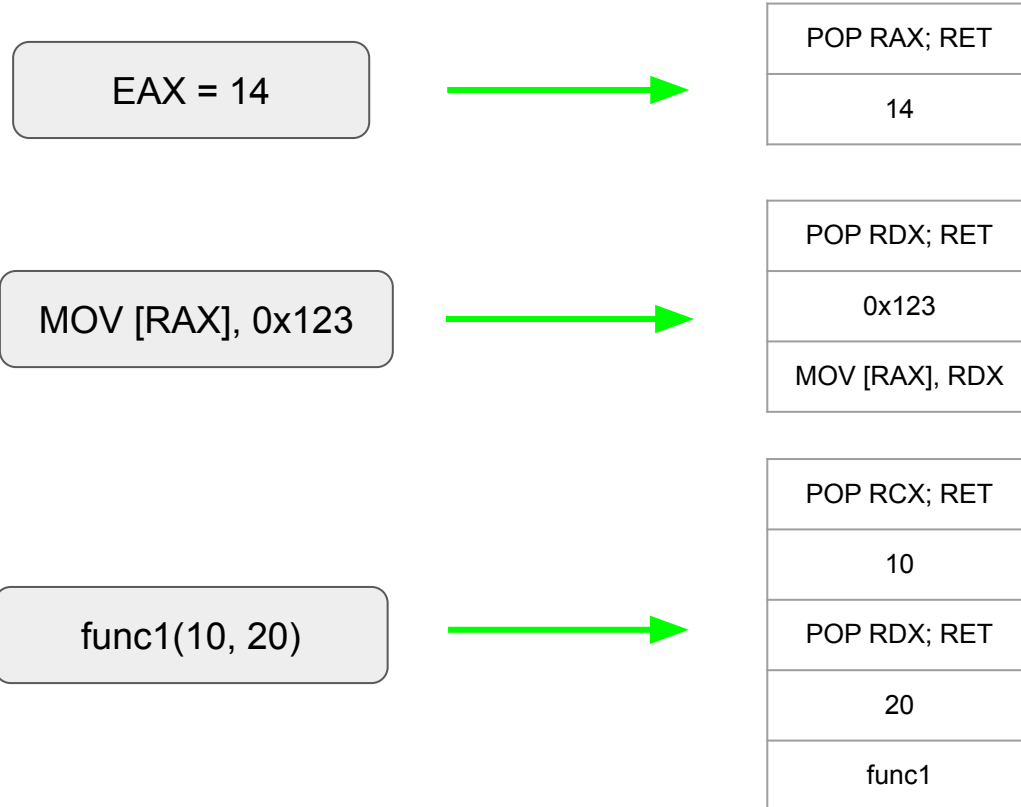 EAX = 14
POP RAX; RET
14
MOV [RAX], 0x123
POP RDX; RET
0x123
MOV [RAX], RDX
func1(10, 20)
POP RCX; RET
10
POP RDX; RET
20
func1